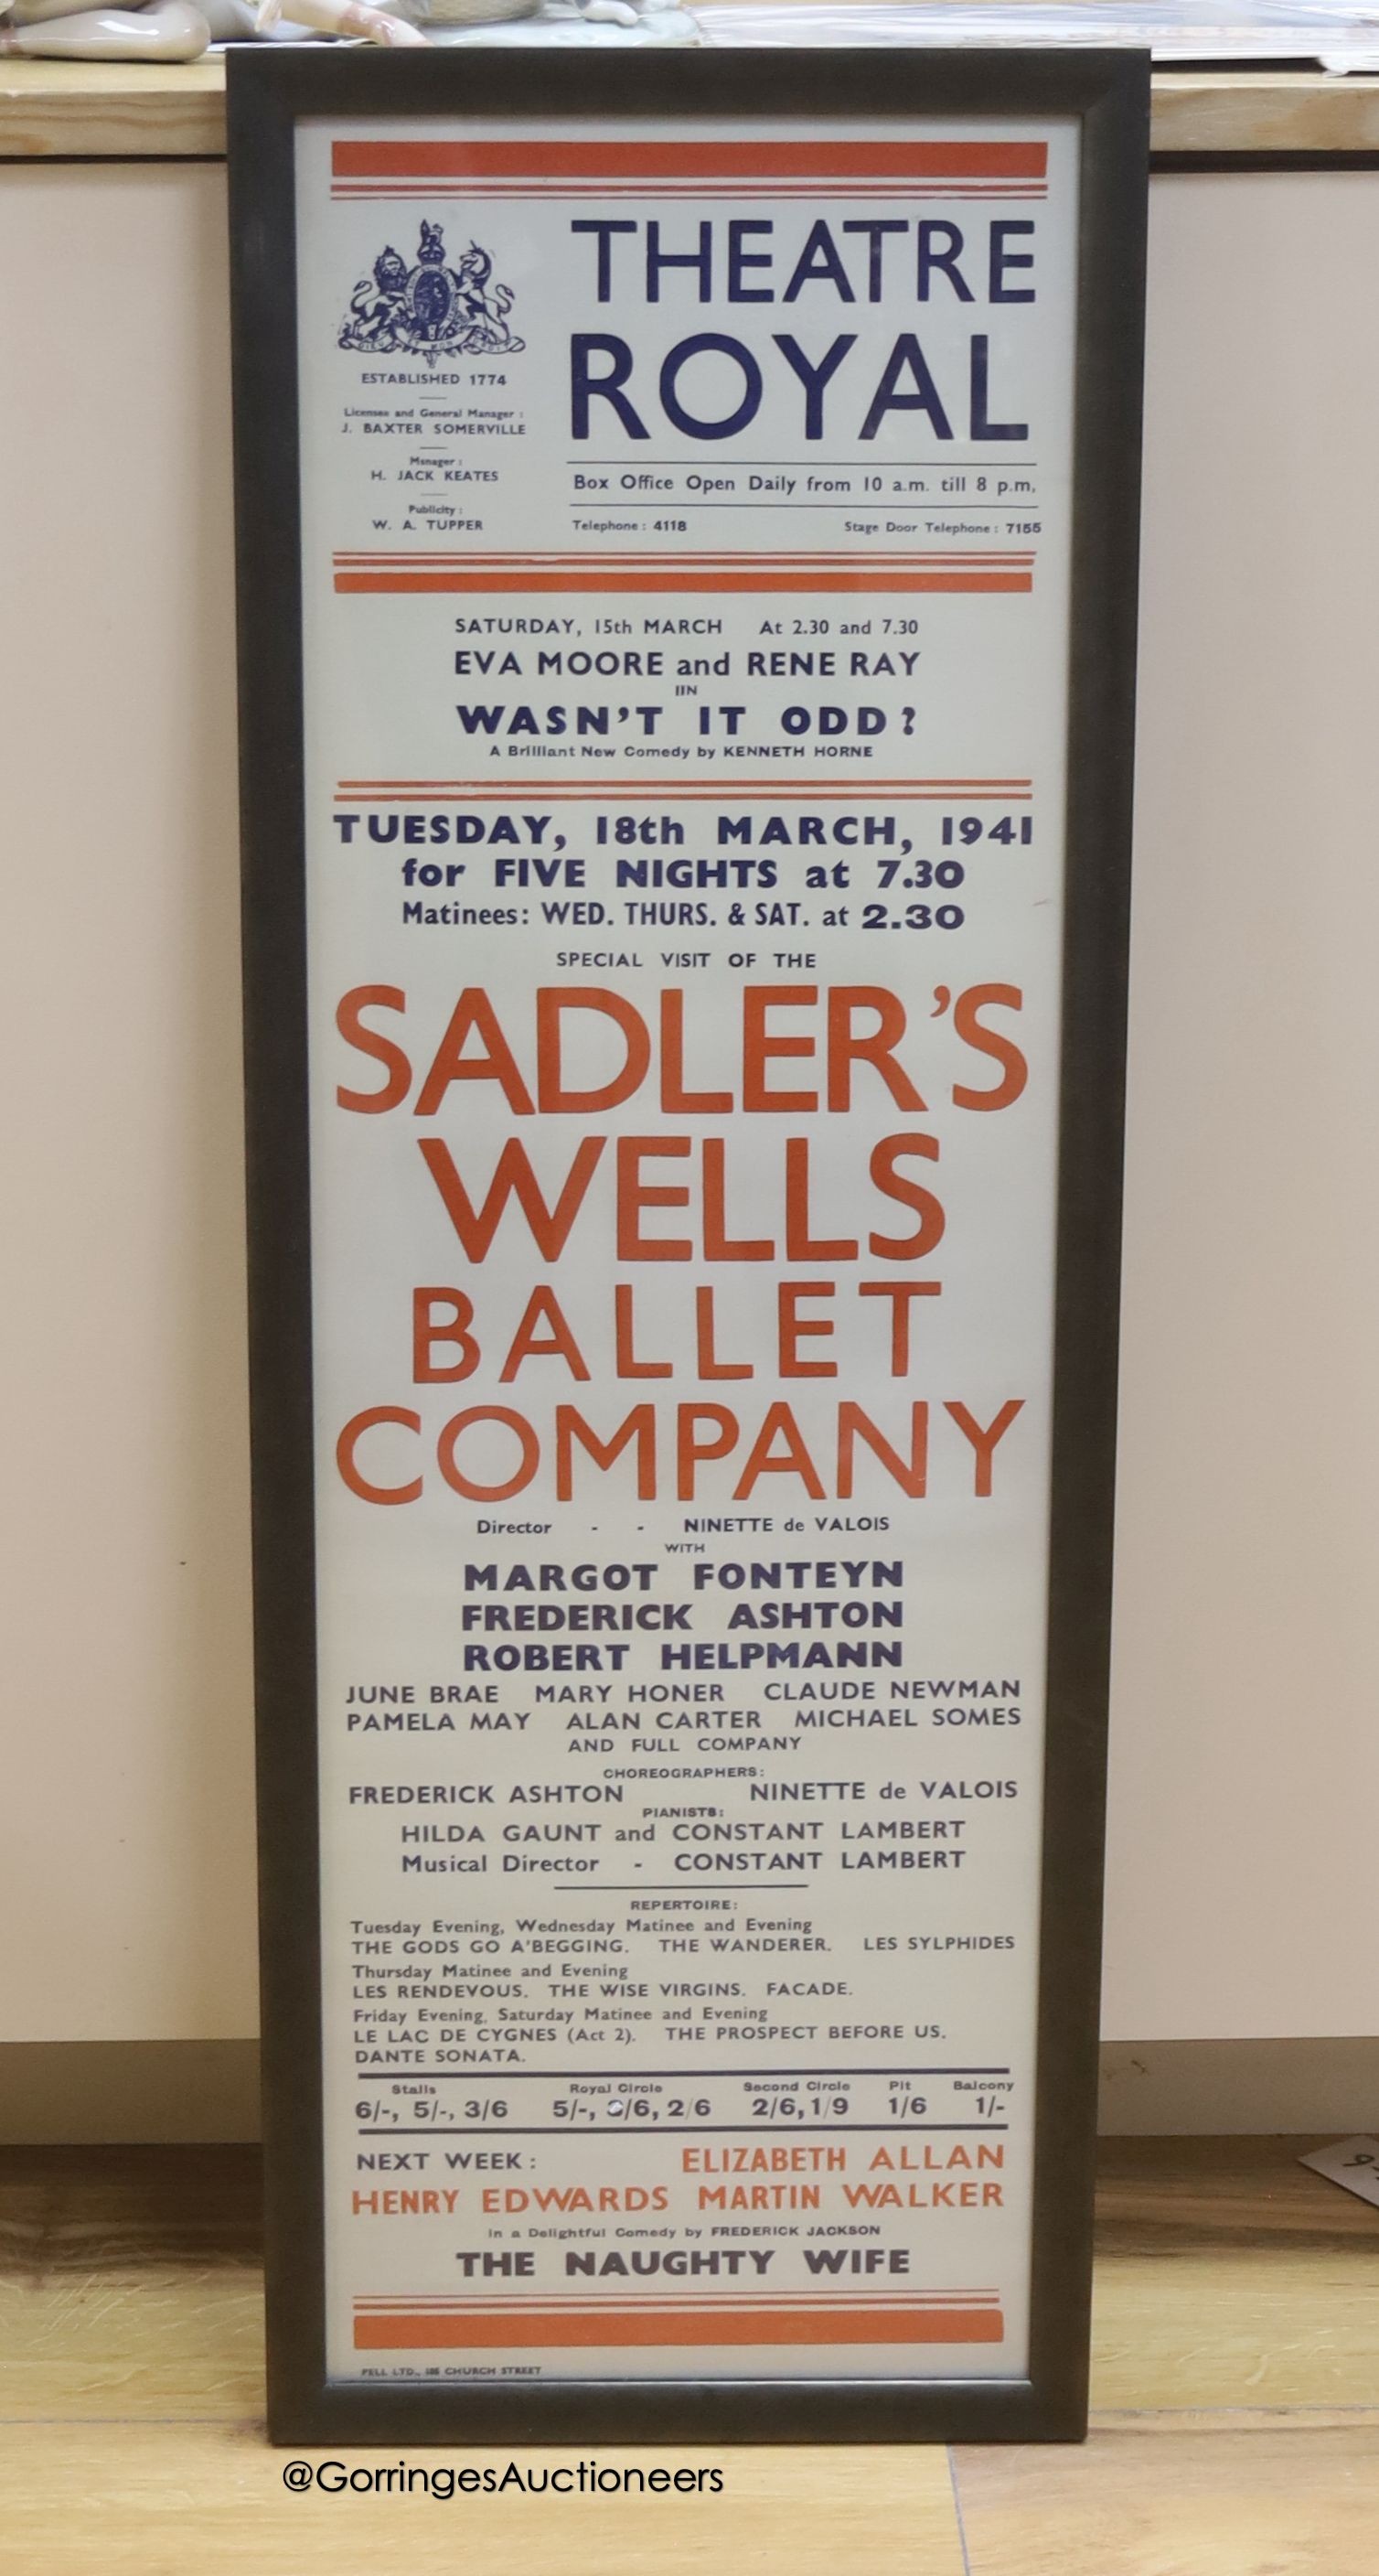 THEATRE
ROYAL
ESTABLISHED 1774
Licensee and General Manager :
J. BAXTER SOMERVILLE
Manager :
H. JACK KEATES
Publicity :
W. A. TUPPER
Box Office Open Daily from 10 a.m. till 8 p.m.
Telephone : 4118 Stage Door Telephone : 7155
SATURDAY, 15th MARCH At 2.30 and 7.30
EVA MOORE and RENE RAY
IN
WASN'T IT ODD?
A Brilliant New Comedy by KENNETH HORNE
TUESDAY, 18th MARCH, 1941
for FIVE NIGHTS at 7.30
Matinees: WED. THURS. & SAT. at 2.30
SPECIAL VISIT OF THE
SADLER'S
WELLS
BALLET
COMPANY
Director - - NINETTE de VALOIS
WITH
MARGOT FONTEYN
FREDERICK ASHTON
ROBERT HELPMANN
JUNE BRAE MARY HONER CLAUDE NEWMAN
PAMELA MAY ALAN CARTER MICHAEL SOMES
AND FULL COMPANY
CHOREOGRAPHERS:
FREDERICK ASHTON NINETTE de VALOIS
PIANISTS:
HILDA GAUNT and CONSTANT LAMBERT
Musical Director - CONSTANT LAMBERT
REPERTOIRE:
Tuesday Evening, Wednesday Matinee and Evening
THE GODS GO A'BEGGING. THE WANDERER. LES SYLPHIDES
Thursday Matinee and Evening
LES RENDEVOUS. THE WISE VIRGINS. FACADE.
Friday Evening, Saturday Matinee and Evening
LE LAC DE CYGNES (Act 2). THE PROSPECT BEFORE US.
DANTE SONATA.
Stalls Royal Circle Second Circle Pit Balcony
6/-, 5/-, 3/6 5/-, 3/6, 2/6 2/6, 1/9 1/6 1/-
NEXT WEEK : ELIZABETH ALLAN
HENRY EDWARDS MARTIN WALKER
in a Delightful Comedy by FREDERICK JACKSON
THE NAUGHTY WIFE
PELL LTD., CHURCH STREET
@GorringesAuctioneers